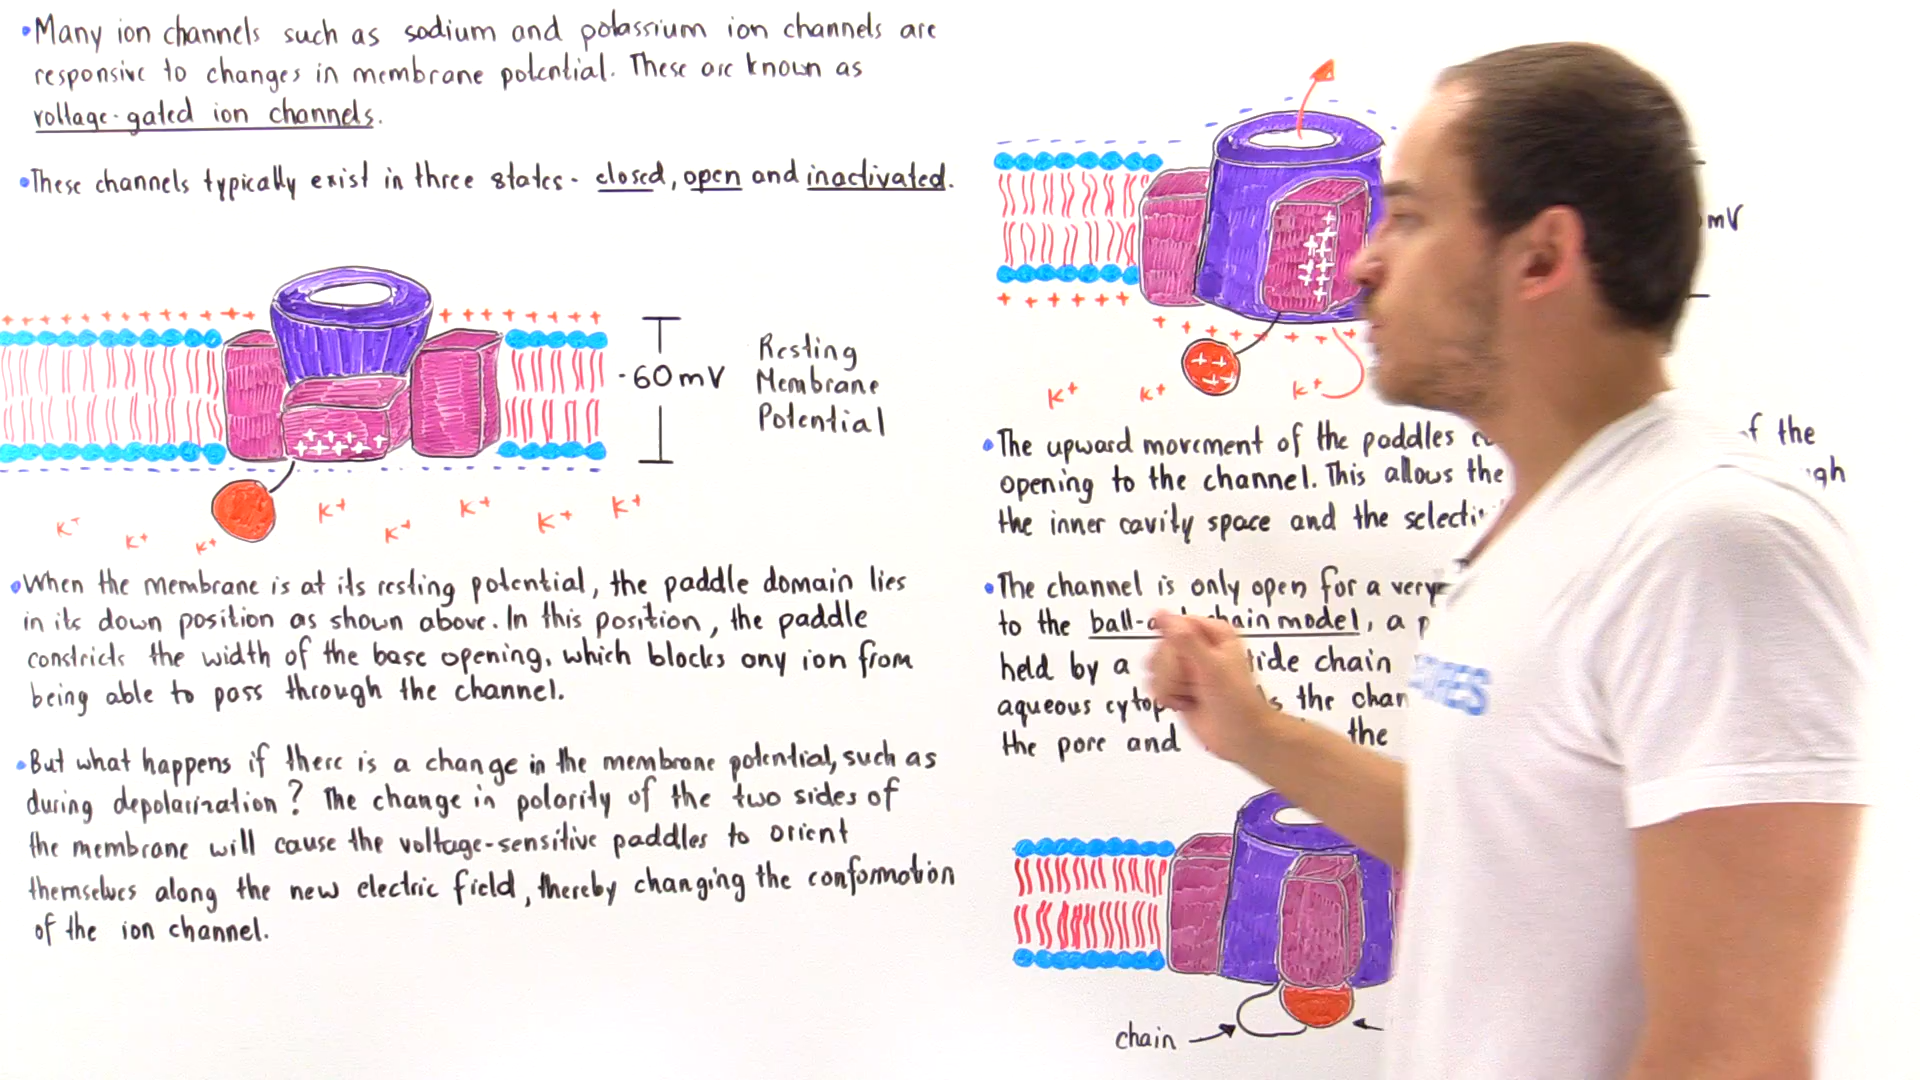 •Many ion channels such as sodium and potassium ion channels are
responsive to changes in membrane potential. These are known as
voltage-gated ion channels.
•These channels typically exist in three states - closed, open and inactivated.
+ + + + + + + + + + + + + + + + + + + +
-60mV
Resting
Membrane
Potential
K+ K+ K+ K+ K+ K+ K+ K+
•When the membrane is at its resting potential, the paddle domain lies
in its down position as shown above. In this position, the paddle
constricts the width of the base opening, which blocks any ion from
being able to pass through the channel.
•But what happens if there is a change in the membrane potential, such as
during depolarization? The change in polarity of the two sides of
the membrane will cause the voltage-sensitive paddles to orient
themselves along the new electric field, thereby changing the conformation
of the ion channel.
mV
K+ K+ K+
•The upward movement of the paddles of the
opening to the channel. This allows the
the inner cavity space and the
•The channel is only open for a very
to the ball-and-chain model, a
held by a chain
aqueous the
the pore and the
chain